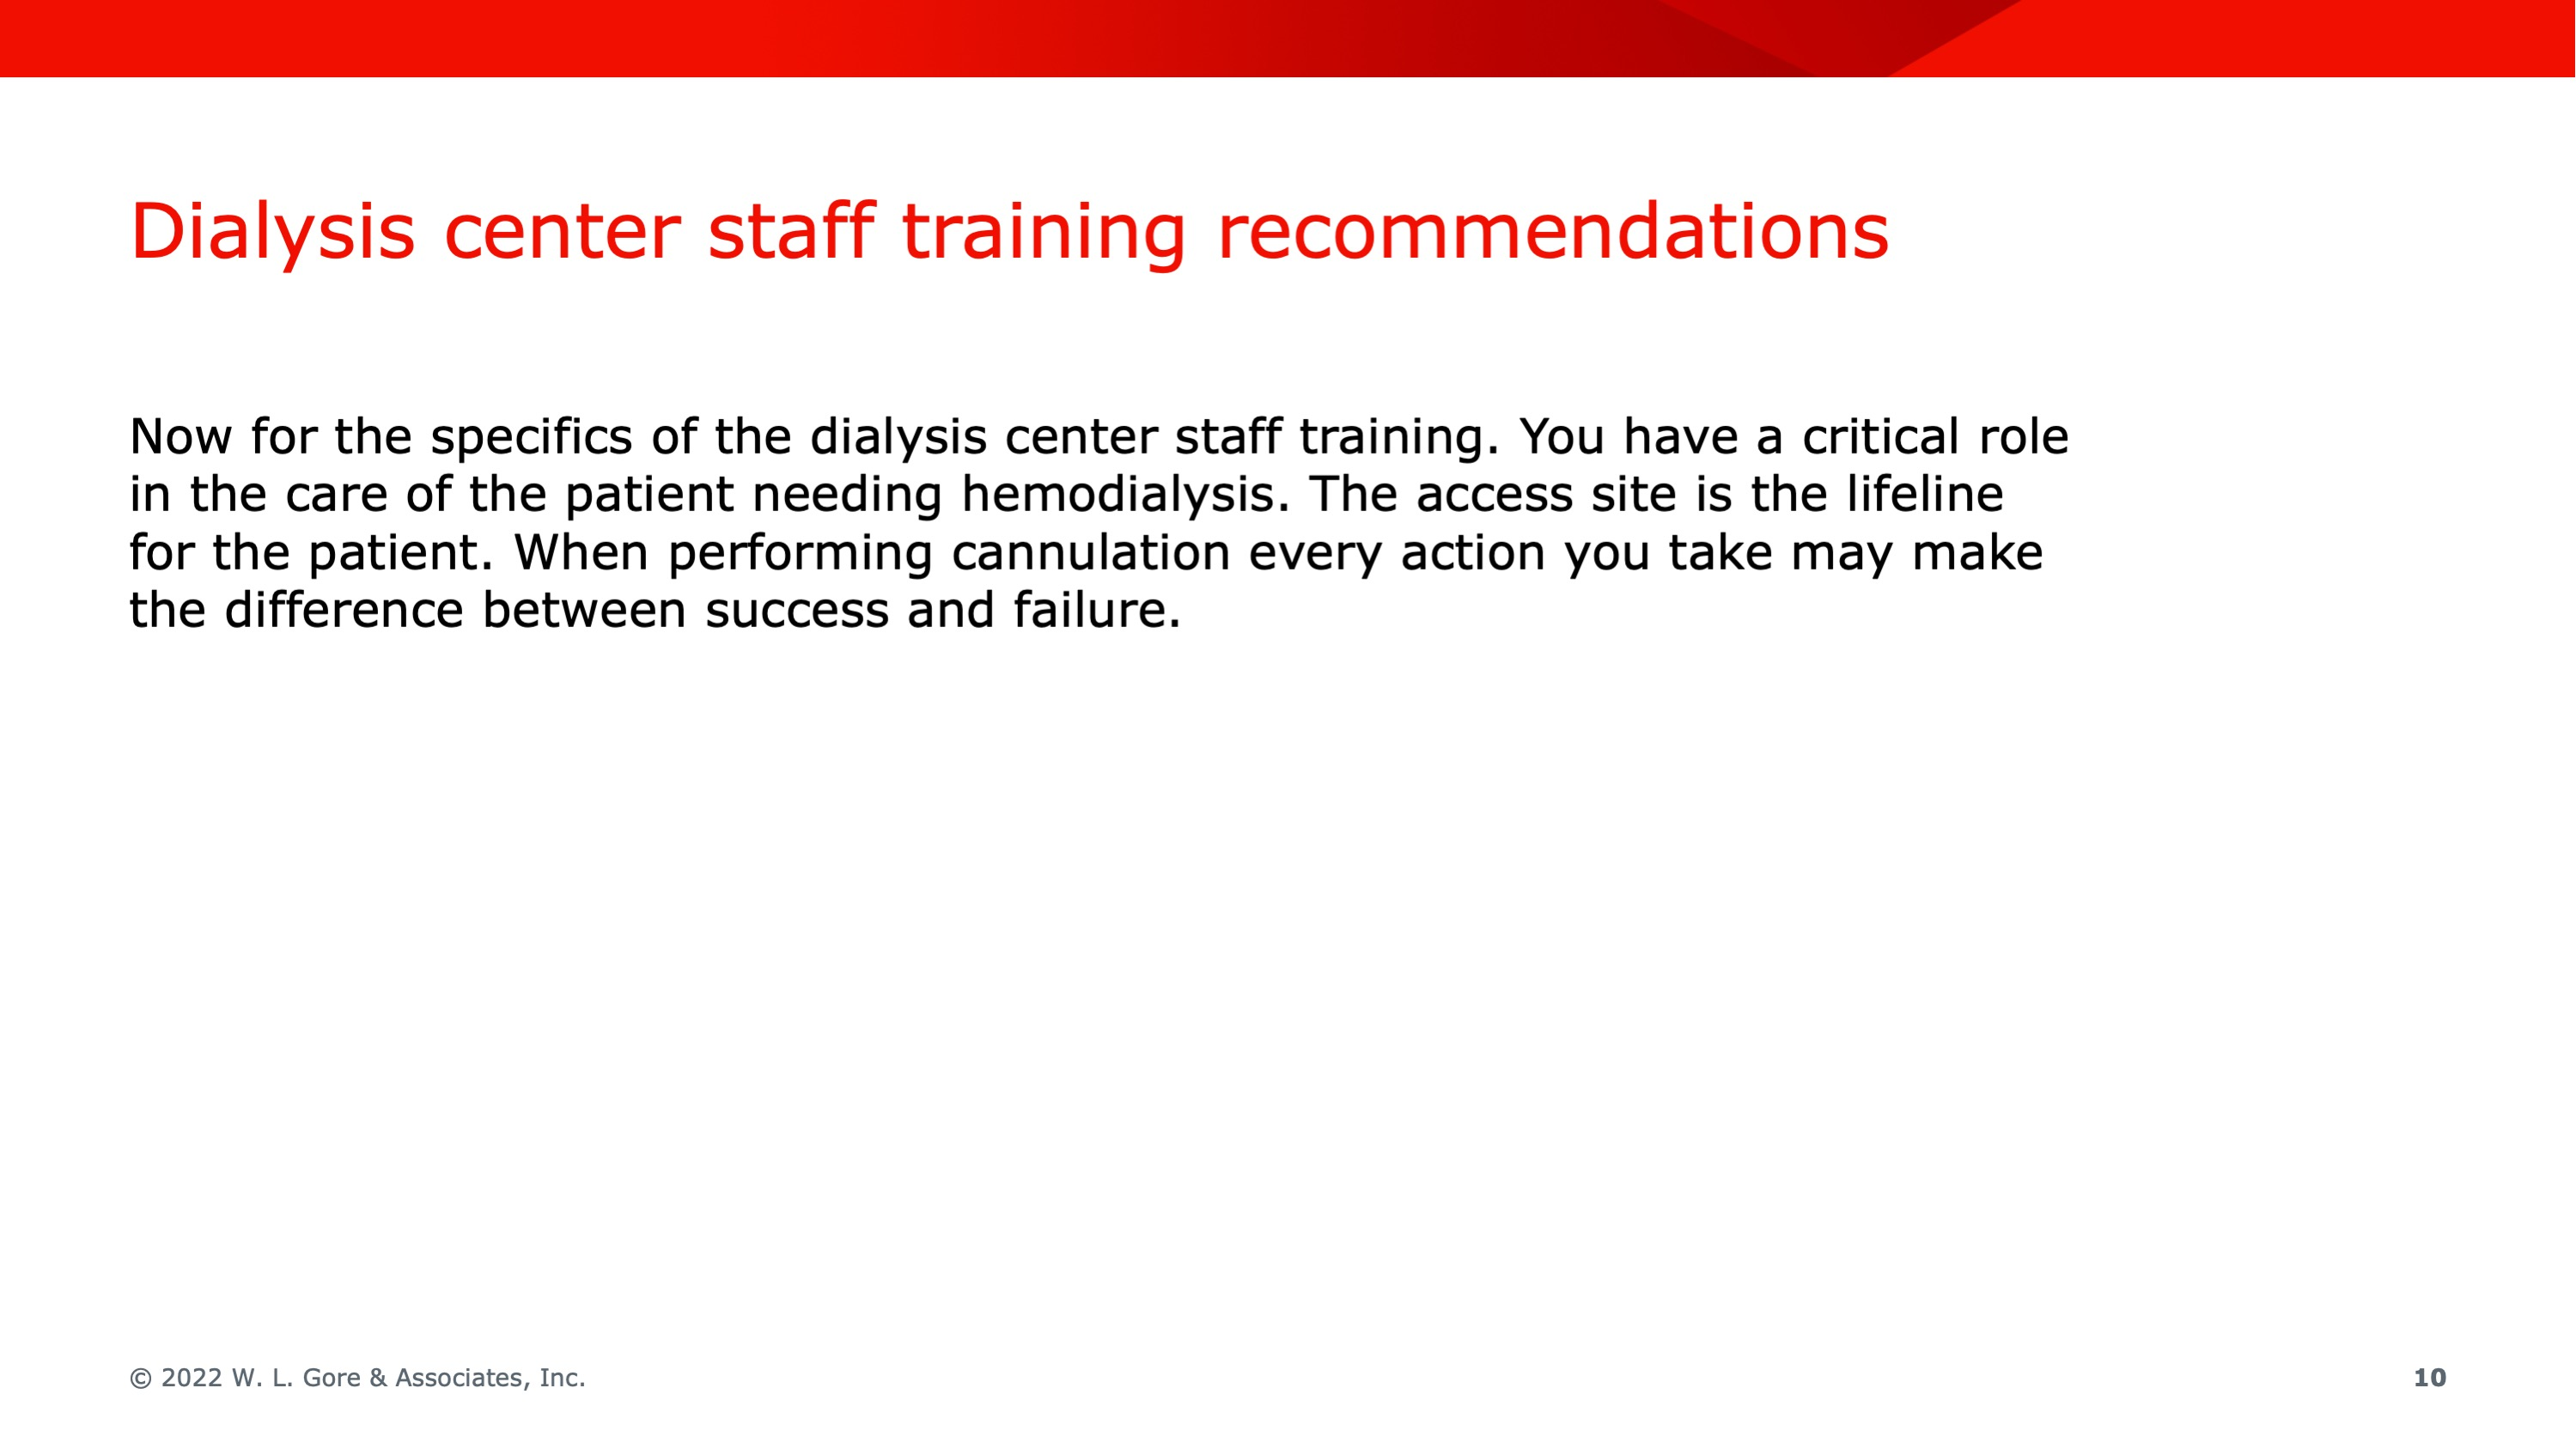 Dialysis center staff training recommendations
Now for the specifics of the dialysis center staff training. You have a critical role
in the care of the patient needing hemodialysis. The access site is the lifeline
for the patient. When performing cannulation every action you take may make
the difference between success and failure.
© 2022 W. L. Gore & Associates, Inc.
10